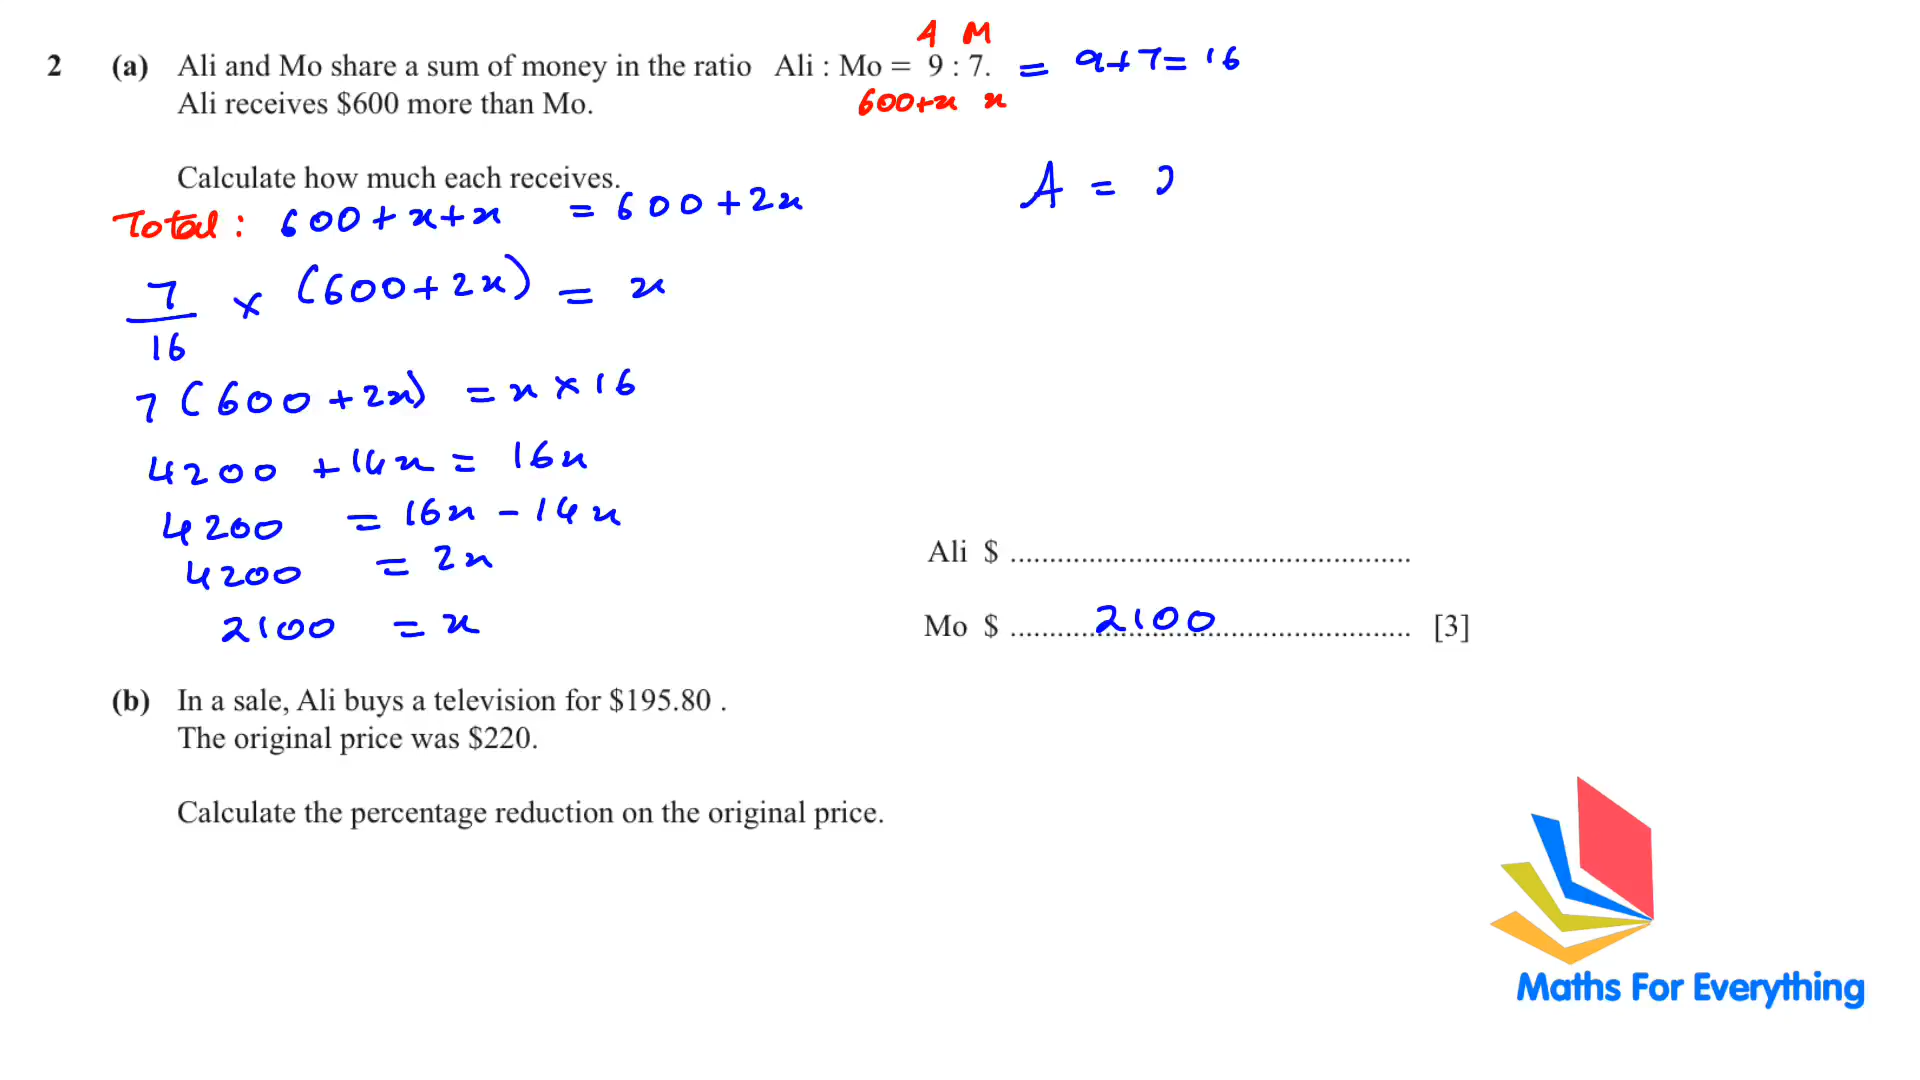 A M
2 (a) Ali and Mo share a sum of money in the ratio Ali : Mo = 9 : 7. = 9+7= 16
Ali receives $600 more than Mo. 600+x x
Calculate how much each receives.
Total: 600+x+x = 600+2x
A =
7/16 × (600+2x) = x
7(600+2x) = x×16
4200 +14x = 16x
4200 = 16x - 14x
4200 = 2x
2100 = x
Ali $ ..................................................
Mo $ 2100 .................................................. [3]
(b) In a sale, Ali buys a television for $195.80 .
The original price was $220.
Calculate the percentage reduction on the original price.
Maths For Everything